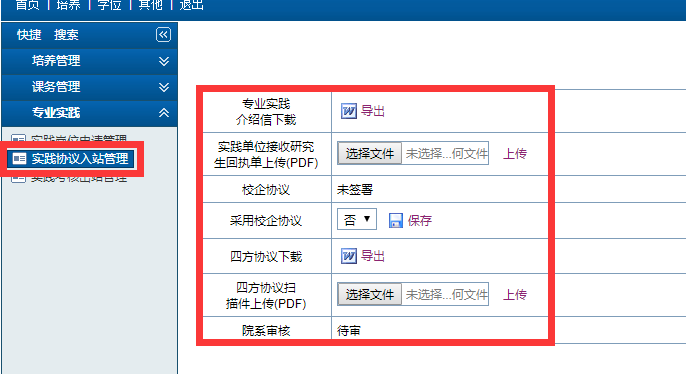 首页 | 培养 | 学位 | 其他 | 退出
快捷 搜索
培养管理
课务管理
专业实践
实践岗位申请管理
实践协议入站管理
实践考核出站管理
专业实践
介绍信下载
导出
实践单位接收研究
生回执单上传(PDF)
选择文件 未选择...何文件 上传
校企协议 未签署
采用校企协议 否 保存
四方协议下载 导出
四方协议扫
描件上传(PDF)
选择文件 未选择...何文件 上传
院系审核 待审